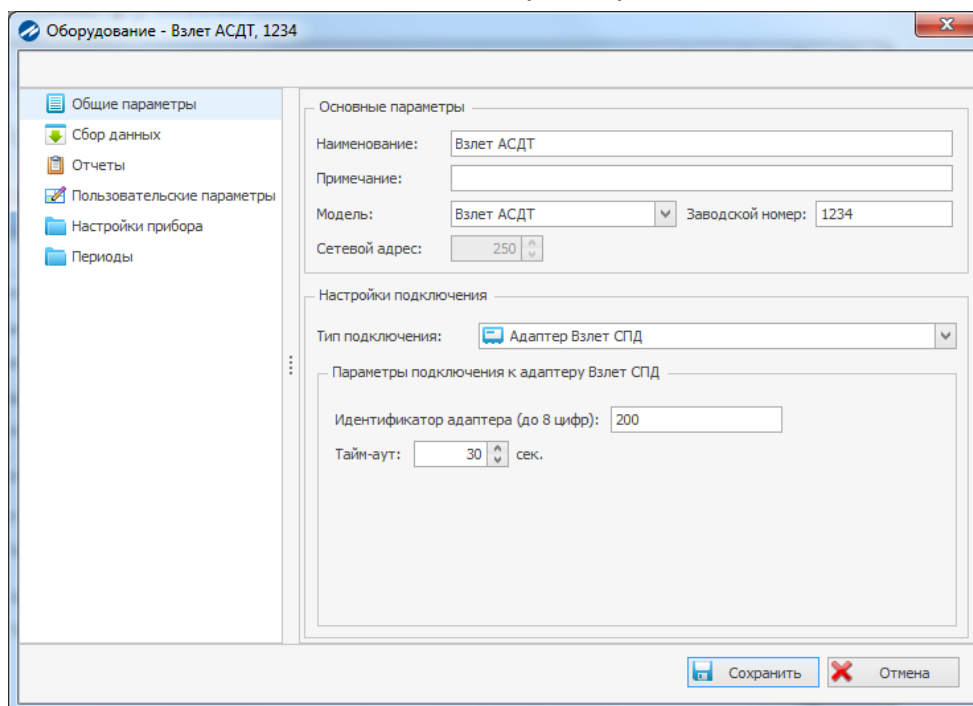 Оборудование - Взлет АСДТ, 1234
Общие параметры
Сбор данных
Отчеты
Пользовательские параметры
Настройки прибора
Периоды
Основные параметры
Наименование: Взлет АСДТ
Примечание:
Модель: Взлет АСДТ Заводской номер: 1234
Сетевой адрес: 250
Настройки подключения
Тип подключения: Адаптер Взлет СПД
Параметры подключения к адаптеру Взлет СПД
Идентификатор адаптера (до 8 цифр): 200
Тайм-аут: 30 сек.
Сохранить Отмена